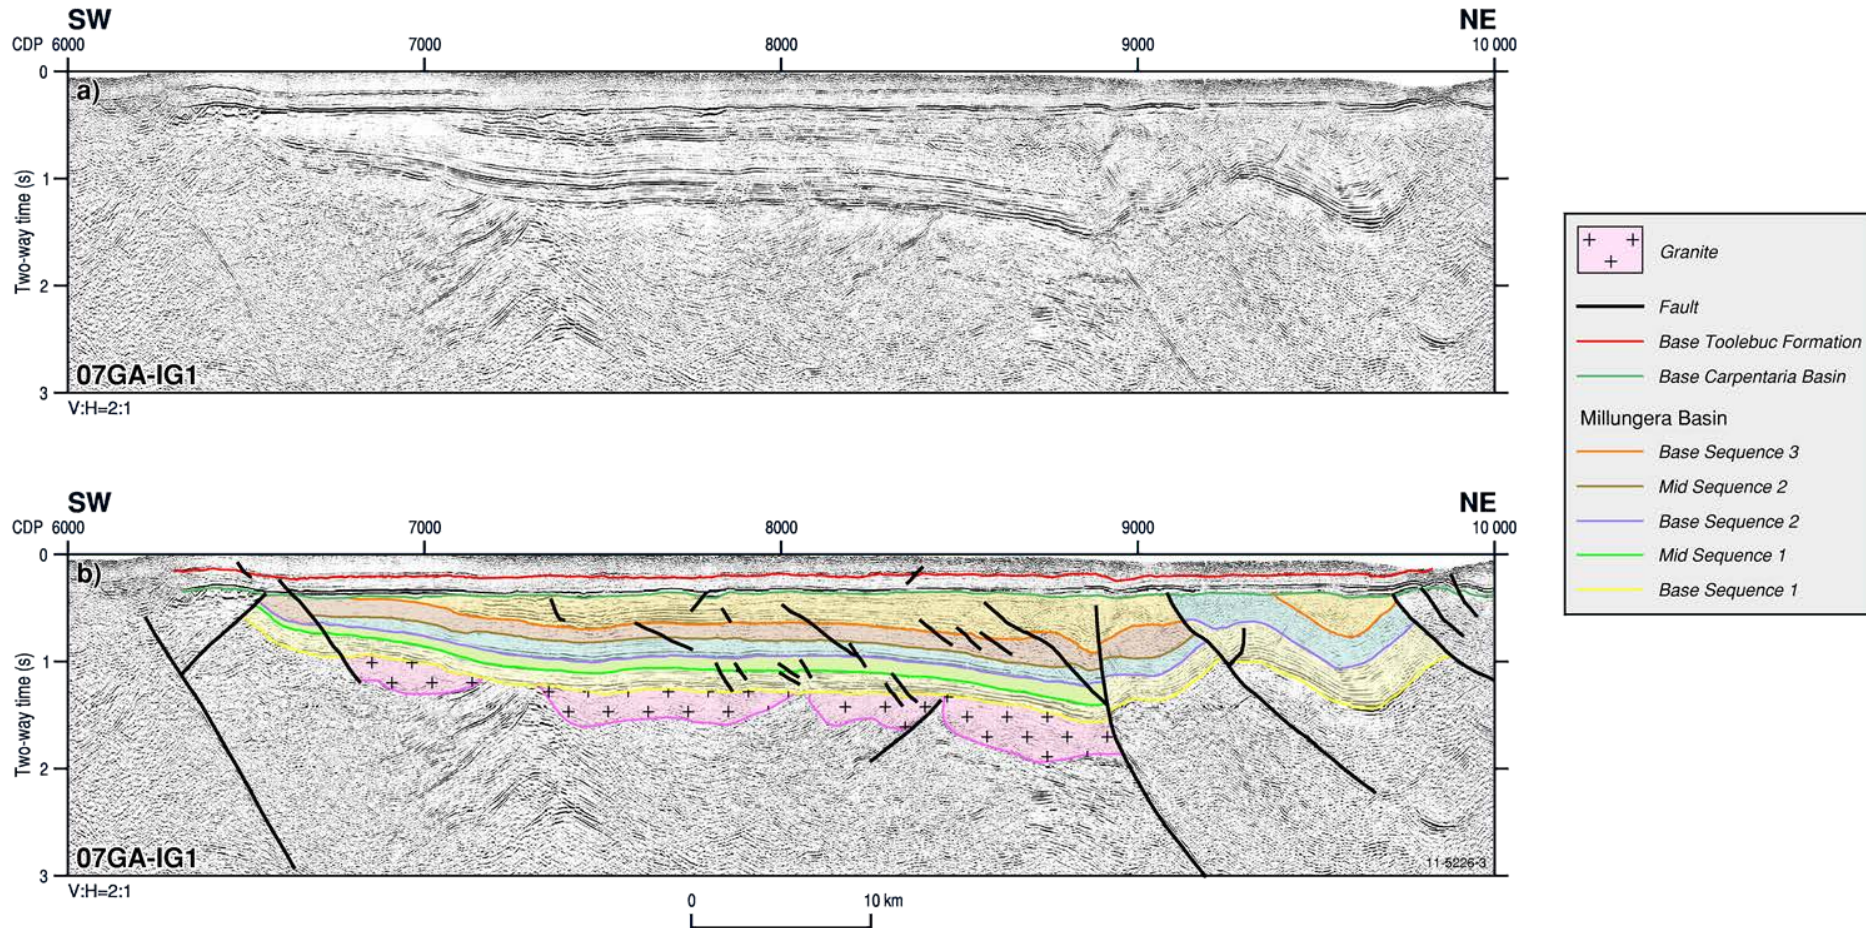 SW NE
CDP 6000 7000 8000 9000 10 000
0
a)
1
Two-way time (s)
2
07GA-IG1
3
V:H=2:1
Granite
Fault
Base Toolebuc Formation
Base Carpentaria Basin
Millungera Basin
Base Sequence 3
Mid Sequence 2
Base Sequence 2
Mid Sequence 1
Base Sequence 1
SW NE
CDP 6000 7000 8000 9000 10 000
0
b)
1
Two-way time (s)
2
07GA-IG1
11-5226-3
3
V:H=2:1
0 10 km